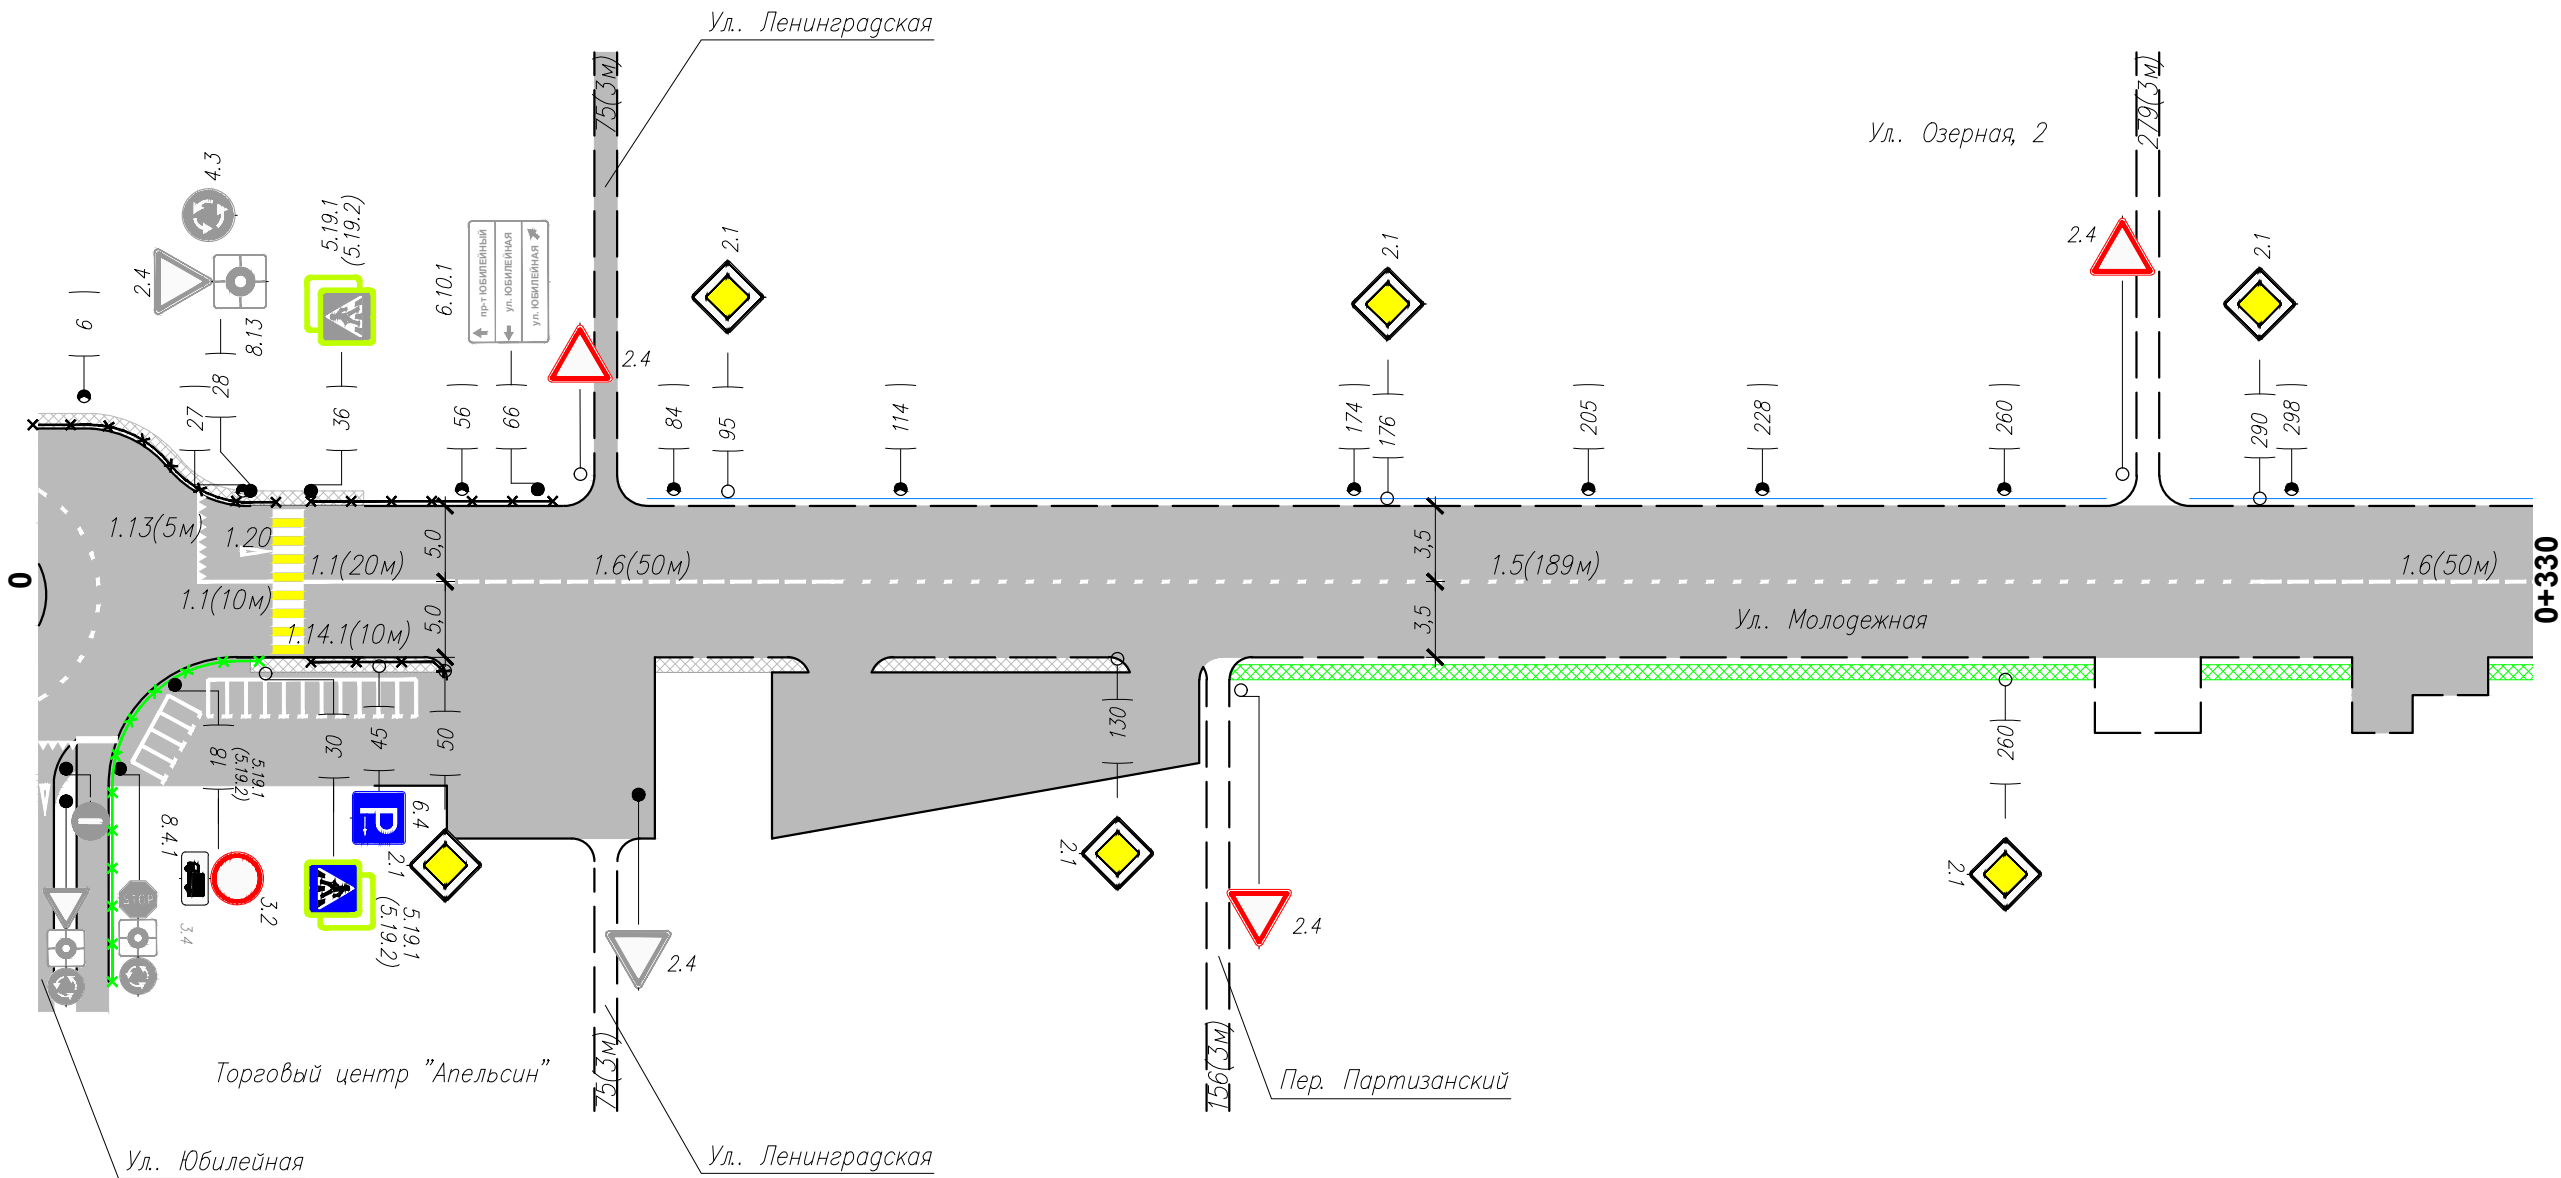 Ул.. Ленинградская
75(3м)
279(3м)
Ул.. Озерная, 2
4.3
2.4
8.13
5.19.1
(5.19.2)
6.10.1
пр-т ЮБИЛЕЙНЫЙ
ул. ЮБИЛЕЙНАЯ
ул. ЮБИЛЕЙНАЯ
2.4
2.1
2.1
2.4
2.1
6
27
28
36
56
66
84
95
114
174
176
205
228
260
290
298
1.13(5м)
1.20
1.1(20м)
5,0
1.6(50м)
3,5
1.5(189м)
1.6(50м)
0
0+330
1.1(10м)
1.14.1(10м)
5,0
3,5
Ул.. Молодежная
18
30
45
50
130
260
5.19.1
(5.19.2)
8.4.1
3.2
P
6.4
2.1
5.19.1
(5.19.2)
STOP
3.4
2.4
2.1
2.4
2.1
Торговый центр "Апельсин"
75(3м)
156(3м)
Пер. Партизанский
Ул.. Юбилейная
Ул.. Ленинградская